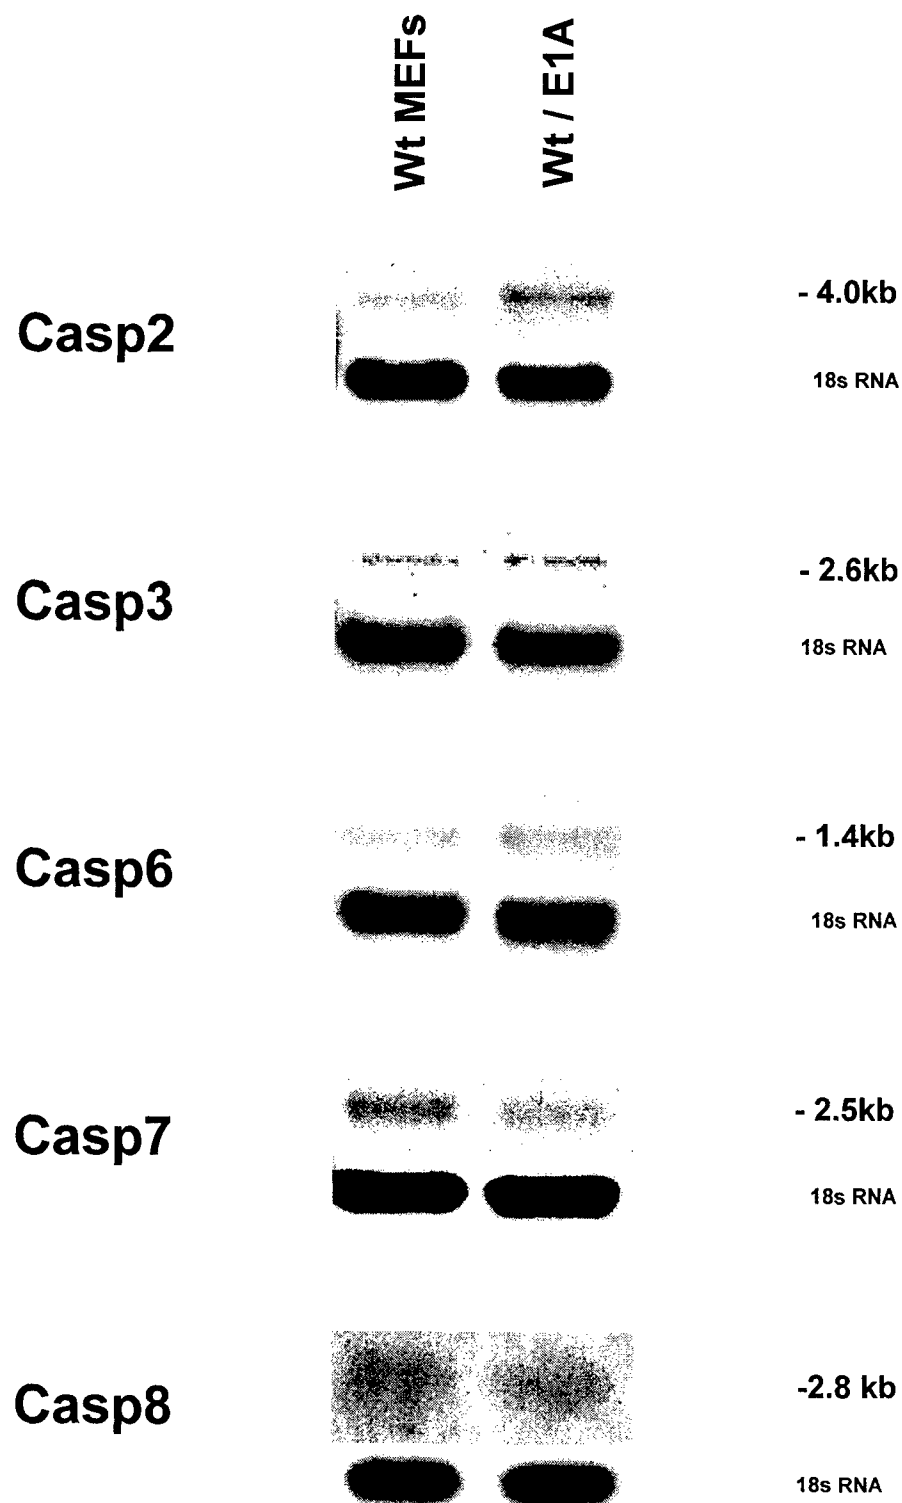 Wt MEFs
Wt / E1A
Casp2
- 4.0kb
18s RNA
Casp3
- 2.6kb
18s RNA
Casp6
- 1.4kb
18s RNA
Casp7
- 2.5kb
18s RNA
Casp8
-2.8 kb
18s RNA